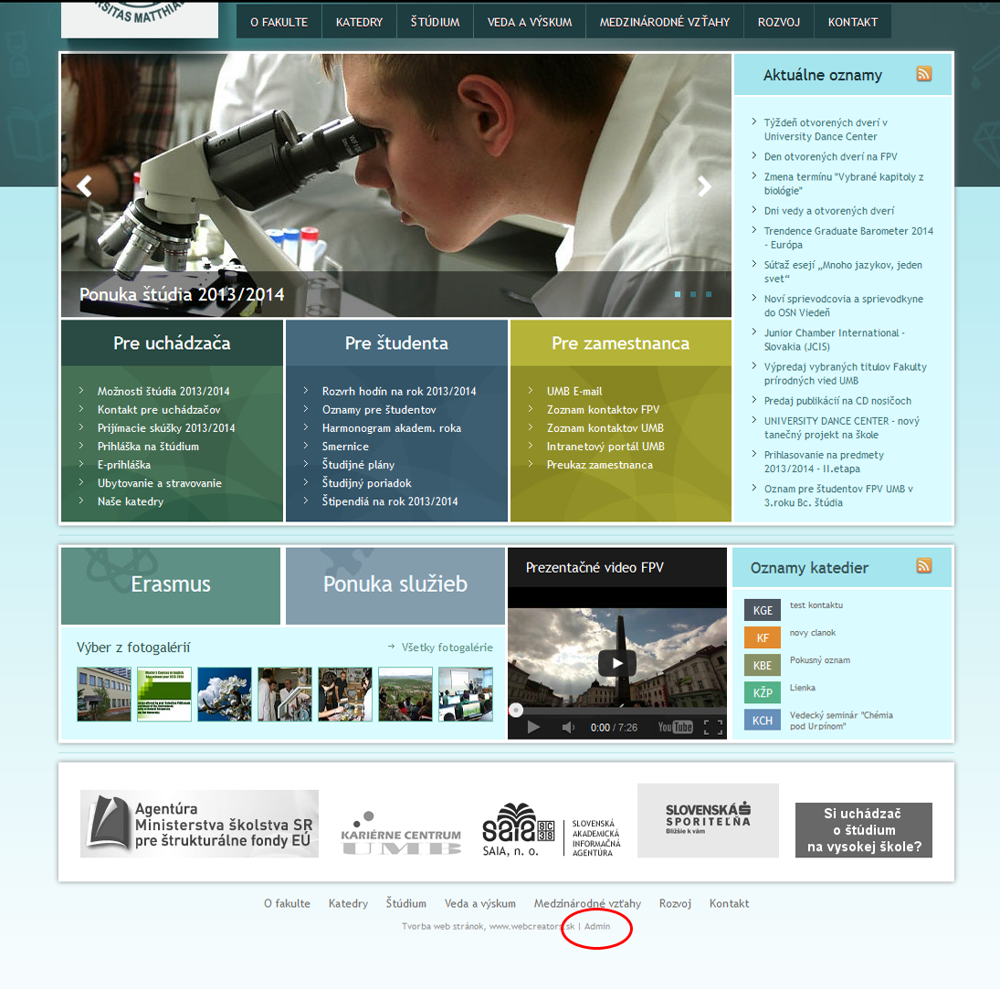 O FAKULTE KATEDRY ŠTÚDIUM VEDA A VÝSKUM MEDZINÁRODNÉ VZŤAHY ROZVOJ KONTAKT
Ponuka štúdia 2013/2014
Aktuálne oznamy
Týždeň otvorených dverí v
University Dance Center
Den otvorených dverí na FPV
Zmena termínu "Vybrané kapitoly z
biológie"
Dni vedy a otvorených dverí
Trendence Graduate Barometer 2014
- Európa
Súťaž esejí „Mnoho jazykov, jeden
svet“
Noví sprievodcovia a sprievodkyne
do OSN Viedeň
Junior Chamber International -
Slovakia (JCIS)
Výpredaj vybraných titulov Fakulty
prírodných vied UMB
Predaj publikácií na CD nosičoch
UNIVERSITY DANCE CENTER - nový
tanečný projekt na škole
Prihlasovanie na predmety
2013/2014 - II.etapa
Oznam pre študentov FPV UMB v
3.roku Bc. štúdia
Pre uchádzača
Možnosti štúdia 2013/2014
Kontakt pre uchádzačov
Prijímacie skúšky 2013/2014
Prihláška na štúdium
E-prihláška
Ubytovanie a stravovanie
Naše katedry
Pre študenta
Rozvrh hodín na rok 2013/2014
Oznamy pre študentov
Harmonogram akadem. roka
Smernice
Študijné plány
Študijný poriadok
Štipendiá na rok 2013/2014
Pre zamestnanca
UMB E-mail
Zoznam kontaktov FPV
Zoznam kontaktov UMB
Intranetový portál UMB
Preukaz zamestnanca
Erasmus
Ponuka služieb
Výber z fotogalérií
Všetky fotogalérie
Prezentačné video FPV
0:00 / 7:26
YouTube
Oznamy katedier
KGE test kontaktu
KF novy clanok
KBE Pokusný oznam
KŽP Lienka
KCH Vedecký seminár "Chémia
pod Urpínom"
Agentúra
Ministerstva školstva SR
pre štrukturálne fondy EÚ
KARIÉRNE CENTRUM
UMB
saia
SAIA, n. o.
SLOVENSKÁ
AKADEMICKÁ
INFORMAČNÁ
AGENTÚRA
SLOVENSKÁ
SPORITEĽŇA
Bližšie k vám
Si uchádzač
o štúdium
na vysokej škole?
O fakulte Katedry Štúdium Veda a výskum Medzinárodné vzťahy Rozvoj Kontakt
Tvorba web stránok, www.webcreators.sk | Admin